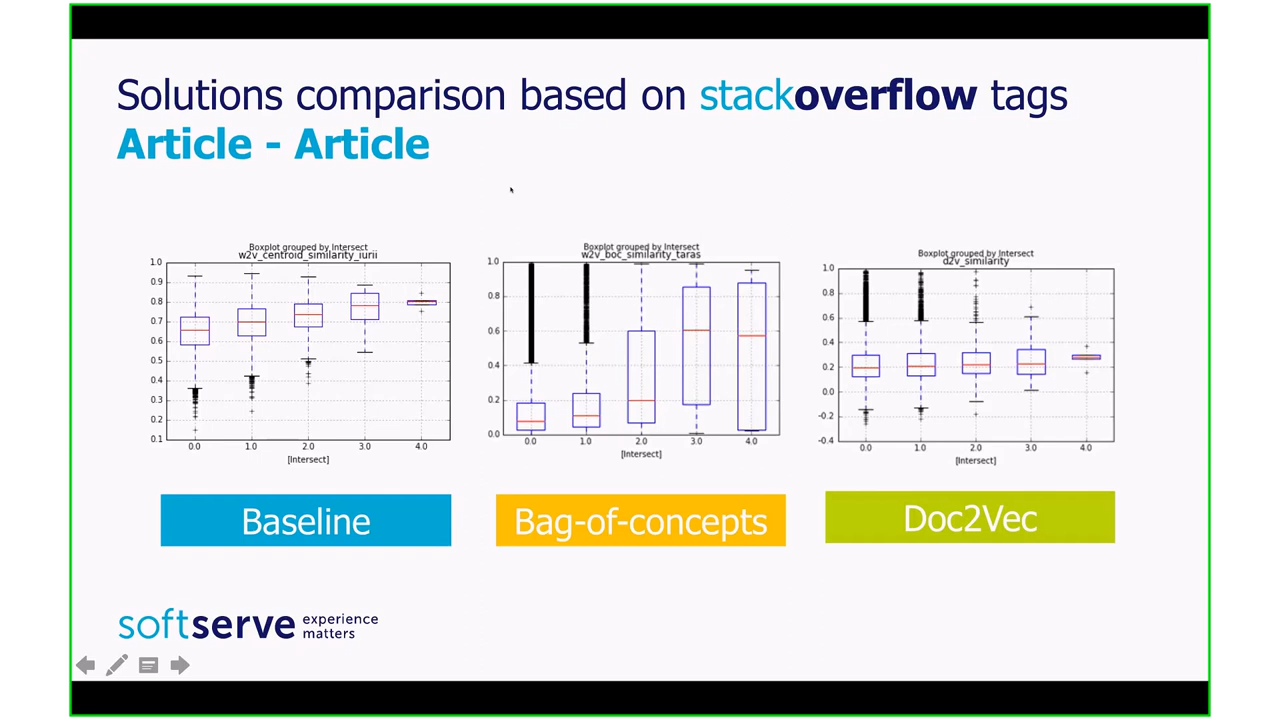 Solutions comparison based on stackoverflow tags
Article - Article
Boxplot grouped by Intersect
w2v_centroid_similarity_iurii
1.0
0.9
0.8
0.7
0.6
0.5
0.4
0.3
0.2
0.1
0.0 1.0 2.0 3.0 4.0
[Intersect]
Boxplot grouped by Intersect
w2v_boc_similarity_taras
1.0
0.8
0.6
0.4
0.2
0.0
0.0 1.0 2.0 3.0 4.0
[Intersect]
Boxplot grouped by Intersect
d2v_similarity
1.0
0.8
0.6
0.4
0.2
0.0
-0.2
-0.4
0.0 1.0 2.0 3.0 4.0
[Intersect]
Baseline
Bag-of-concepts
Doc2Vec
softserve
experience
matters